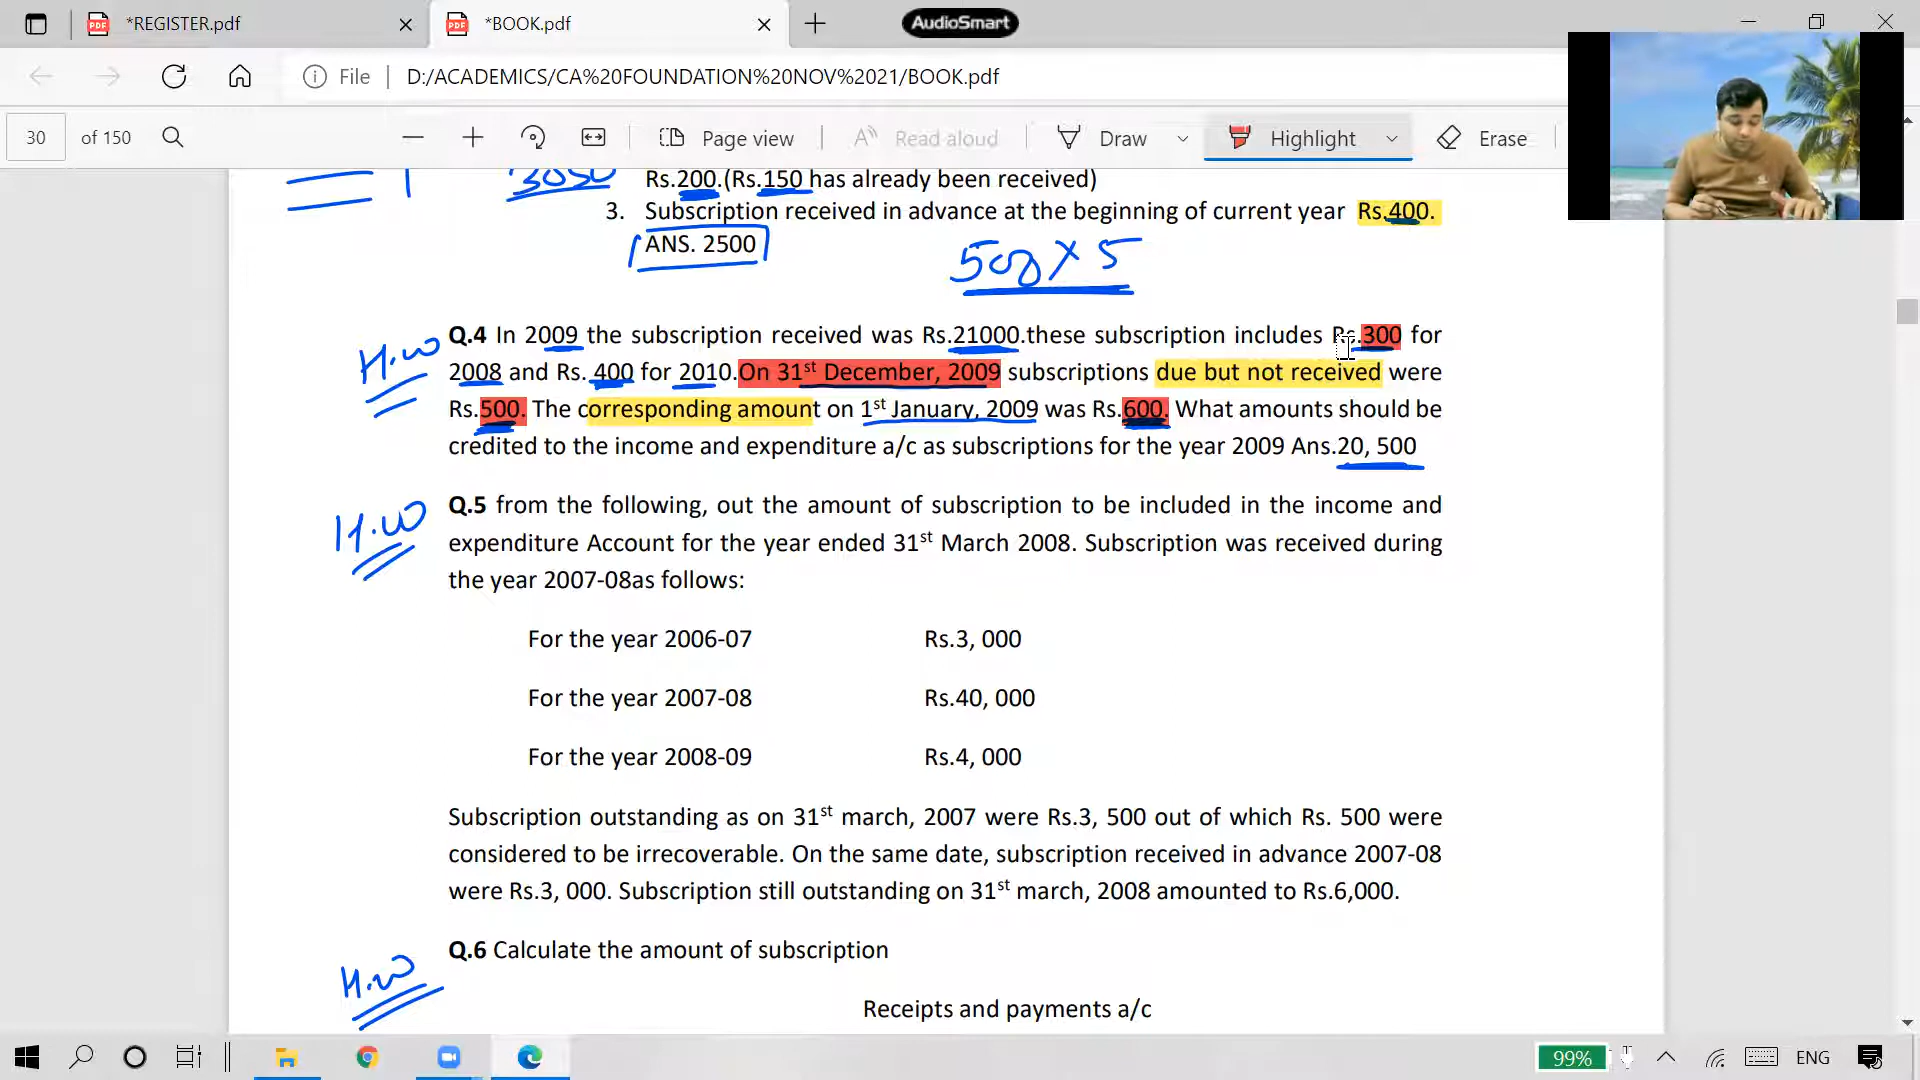 *REGISTER.pdf
*BOOK.pdf
AudioSmart
File D:/ACADEMICS/CA%20FOUNDATION%20NOV%2021/BOOK.pdf
30 of 150
Page view
Read aloud
Draw
Highlight
Erase
3050
Rs.200.(Rs.150 has already been received)
3. Subscription received in advance at the beginning of current year Rs.400.
ANS. 2500
500 x 5
H.W
Q.4 In 2009 the subscription received was Rs.21000.these subscription includes Rs.300 for
2008 and Rs. 400 for 2010.On 31st December, 2009 subscriptions due but not received were
Rs.500. The corresponding amount on 1st January, 2009 was Rs.600. What amounts should be
credited to the income and expenditure a/c as subscriptions for the year 2009 Ans.20, 500
H.W
Q.5 from the following, out the amount of subscription to be included in the income and
expenditure Account for the year ended 31st March 2008. Subscription was received during
the year 2007-08as follows:
For the year 2006-07 Rs.3, 000
For the year 2007-08 Rs.40, 000
For the year 2008-09 Rs.4, 000
Subscription outstanding as on 31st march, 2007 were Rs.3, 500 out of which Rs. 500 were
considered to be irrecoverable. On the same date, subscription received in advance 2007-08
were Rs.3, 000. Subscription still outstanding on 31st march, 2008 amounted to Rs.6,000.
H.W
Q.6 Calculate the amount of subscription
Receipts and payments a/c
99%
ENG